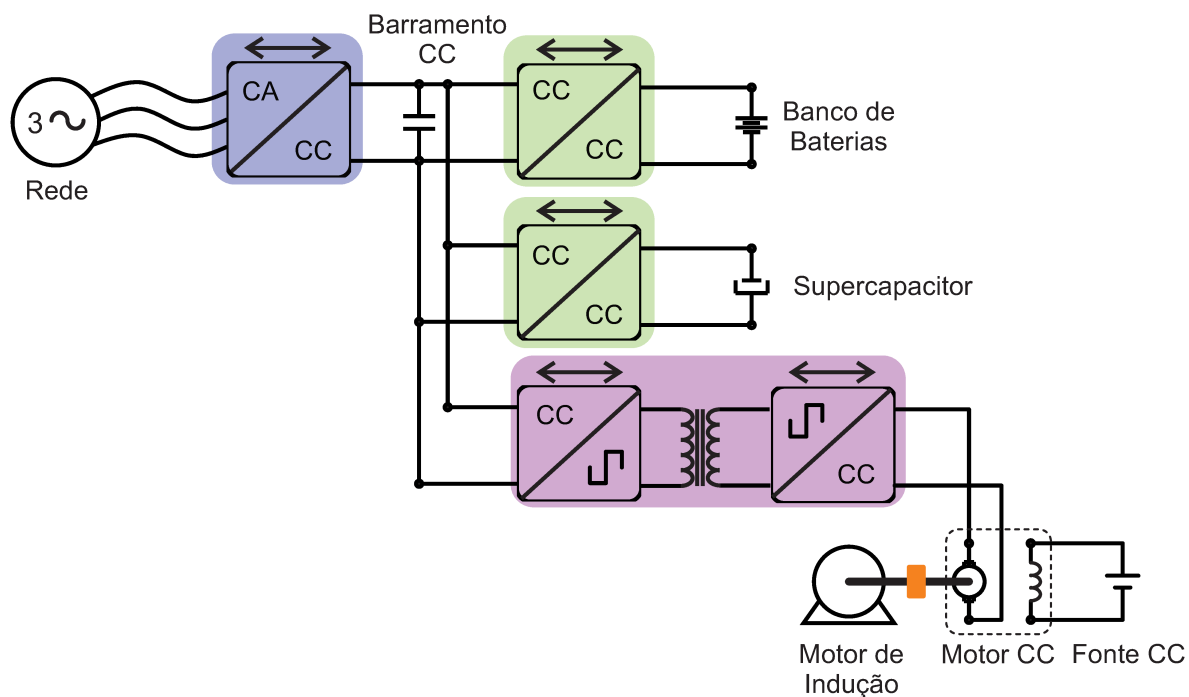 Barramento
CC
CA
CC
3
Rede
CC
CC
Banco de
Baterias
CC
CC
Supercapacitor
CC
CC
Motor de
Indução
Motor CC
Fonte CC